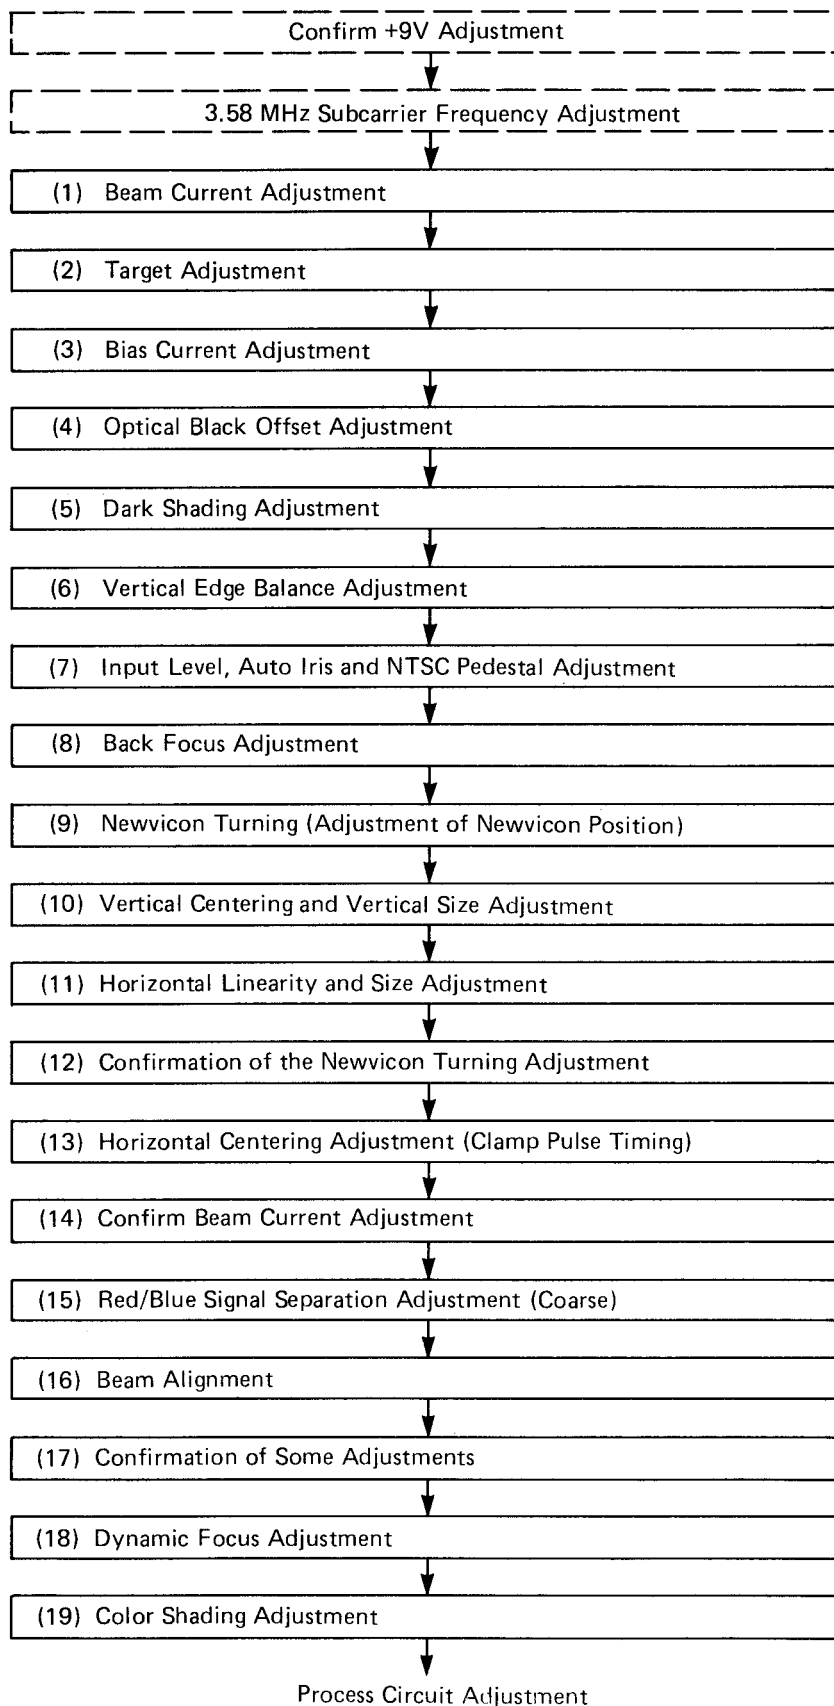 Confirm +9V Adjustment
3.58 MHz Subcarrier Frequency Adjustment
(1) Beam Current Adjustment
(2) Target Adjustment
(3) Bias Current Adjustment
(4) Optical Black Offset Adjustment
(5) Dark Shading Adjustment
(6) Vertical Edge Balance Adjustment
(7) Input Level, Auto Iris and NTSC Pedestal Adjustment
(8) Back Focus Adjustment
(9) Newvicon Turning (Adjustment of Newvicon Position)
(10) Vertical Centering and Vertical Size Adjustment
(11) Horizontal Linearity and Size Adjustment
(12) Confirmation of the Newvicon Turning Adjustment
(13) Horizontal Centering Adjustment (Clamp Pulse Timing)
(14) Confirm Beam Current Adjustment
(15) Red/Blue Signal Separation Adjustment (Coarse)
(16) Beam Alignment
(17) Confirmation of Some Adjustments
(18) Dynamic Focus Adjustment
(19) Color Shading Adjustment
Process Circuit Adjustment